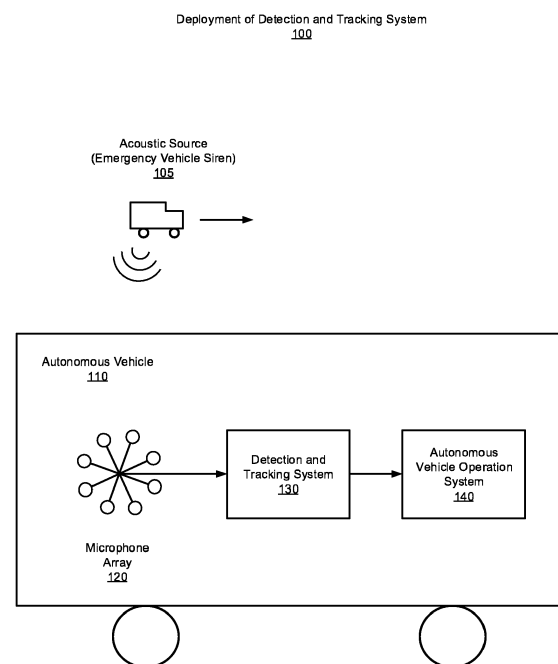 Deployment of Detection and Tracking System
100
Acoustic Source
(Emergency Vehicle Siren)
105
Autonomous Vehicle
110
Detection and
Tracking System
130
Autonomous
Vehicle Operation
System
140
Microphone
Array
120